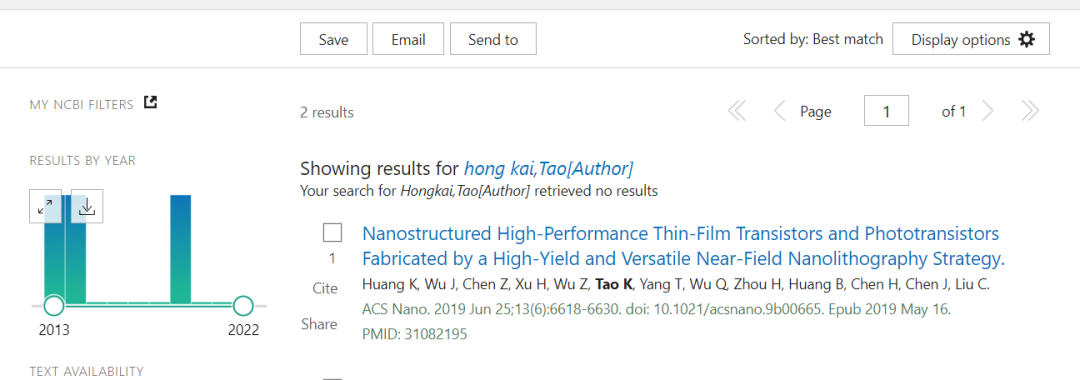 Save
Email
Send to
Sorted by: Best match
Display options
MY NCBI FILTERS
2 results
Page
1
of 1
RESULTS BY YEAR
2013
2022
TEXT AVAILABILITY
Showing results for hong kai,Tao[Author]
Your search for Hongkai,Tao[Author] retrieved no results
1
Cite
Share
Nanostructured High-Performance Thin-Film Transistors and Phototransistors
Fabricated by a High-Yield and Versatile Near-Field Nanolithography Strategy.
Huang K, Wu J, Chen Z, Xu H, Wu Z, Tao K, Yang T, Wu Q, Zhou H, Huang B, Chen H, Chen J, Liu C.
ACS Nano. 2019 Jun 25;13(6):6618-6630. doi: 10.1021/acsnano.9b00665. Epub 2019 May 16.
PMID: 31082195